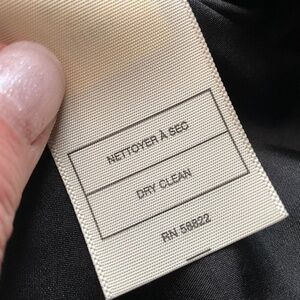 NETTOYER À SEC
DRY CLEAN
RN 58822